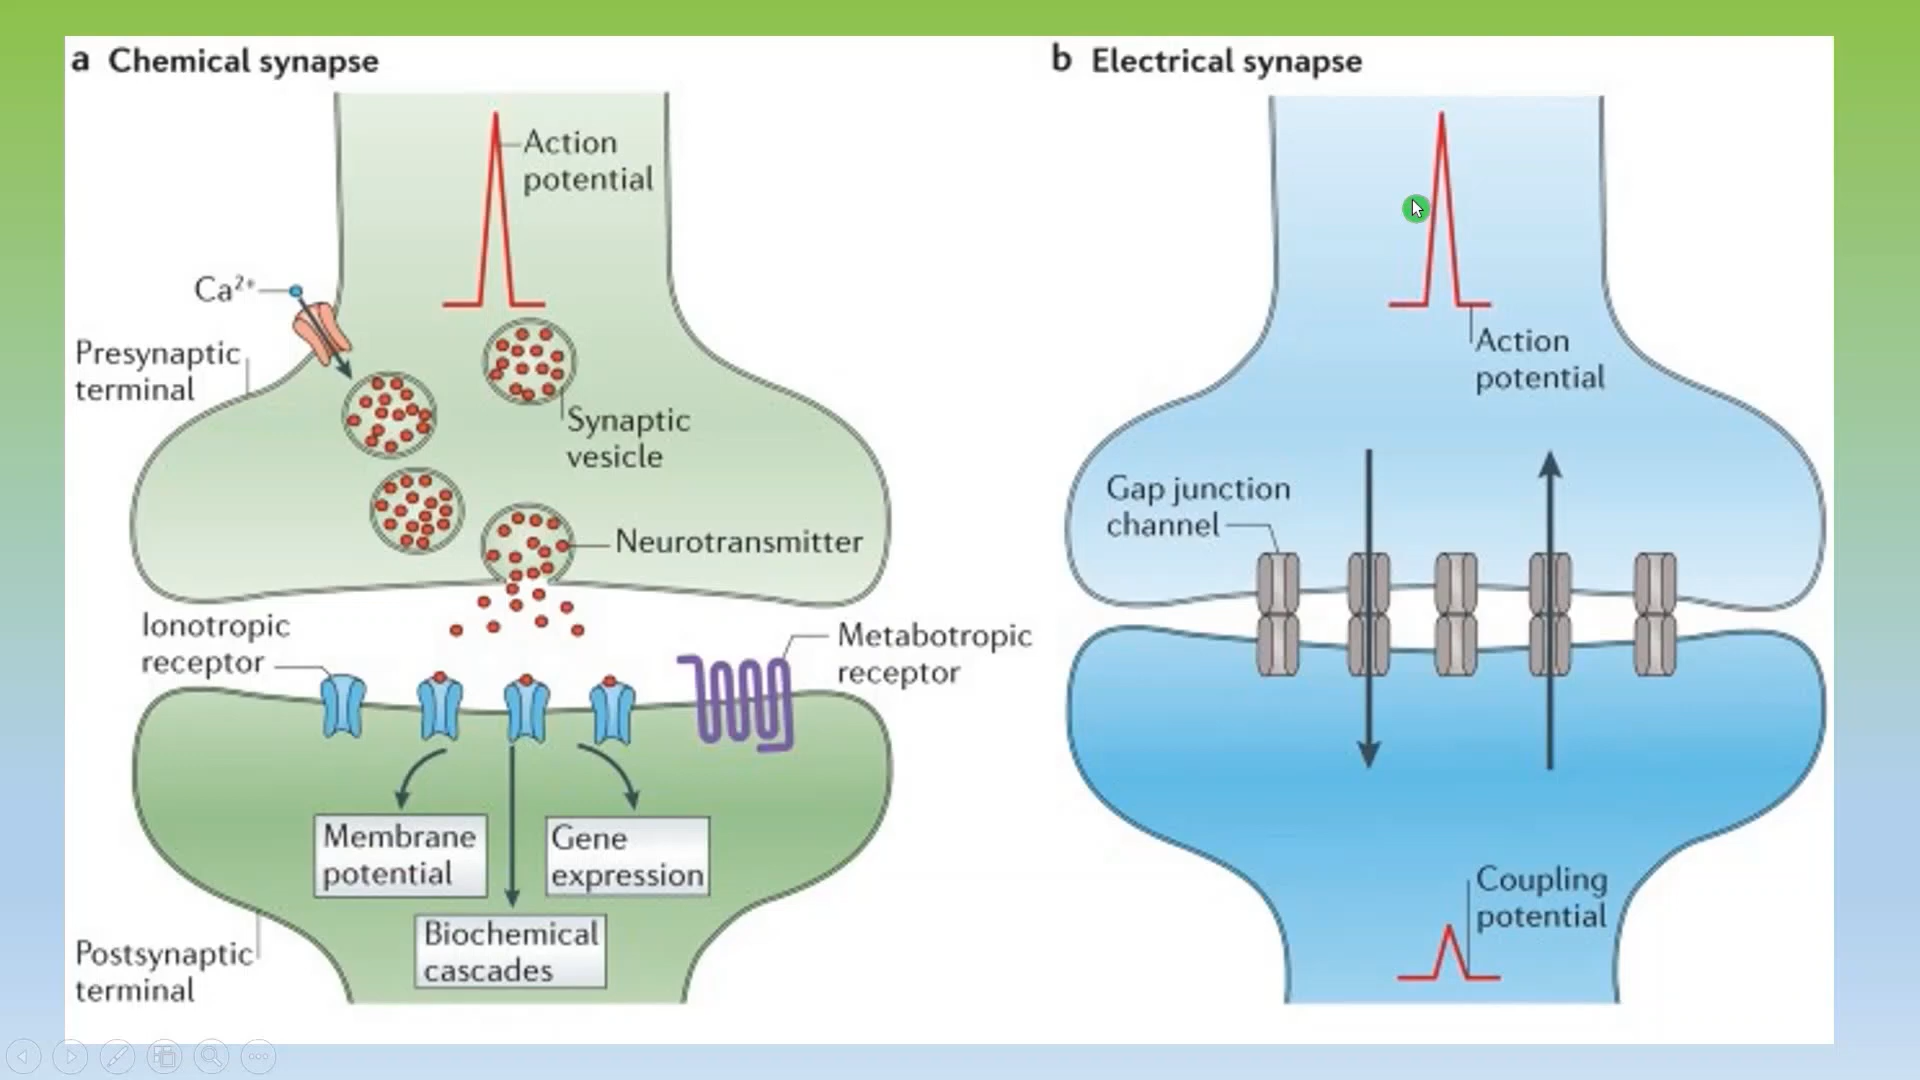 a Chemical synapse
Action
potential
Ca²⁺
Presynaptic
terminal
Synaptic
vesicle
Neurotransmitter
Ionotropic
receptor
Metabotropic
receptor
Membrane
potential
Gene
expression
Biochemical
cascades
Postsynaptic
terminal
b Electrical synapse
Action
potential
Gap junction
channel
Coupling
potential